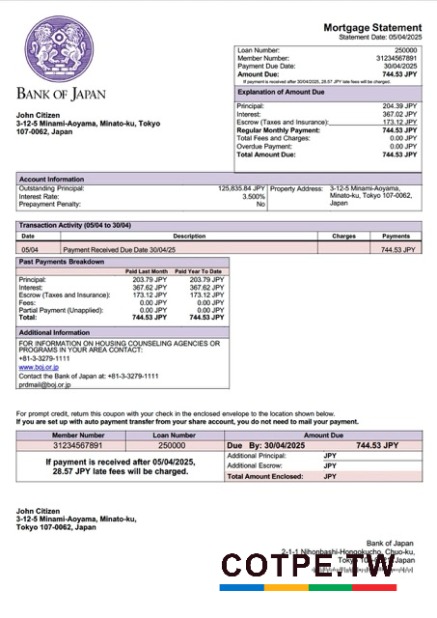 Mortgage Statement
Statement Date: 05/04/2025
Loan Number: 250000
Member Number: 31234567891
Payment Due Date: 30/04/2025
Amount Due: 744.53 JPY
If payment is received after 30/04/2025, 28.57 JPY late fees will be charged.
BANK OF JAPAN
Explanation of Amount Due
John Citizen
3-12-5 Minami-Aoyama, Minato-ku, Tokyo
107-0062, Japan
Principal: 204.39 JPY
Interest: 367.02 JPY
Escrow (Taxes and Insurance): 173.12 JPY
Regular Monthly Payment: 744.53 JPY
Total Fees and Charges: 0.00 JPY
Overdue Payment: 0.00 JPY
Total Amount Due: 744.53 JPY
Account Information
Outstanding Principal: 125,835.84 JPY
Interest Rate: 3.500%
Prepayment Penalty: No
Property Address: 3-12-5 Minami-Aoyama,
Minato-ku, Tokyo 107-0062,
Japan
Transaction Activity (05/04 to 30/04)
Date Description Charges Payments
05/04 Payment Received Due Date 30/04/25 744.53 JPY
Past Payments Breakdown
Paid Last Month Paid Year To Date
Principal: 203.79 JPY 203.79 JPY
Interest: 367.62 JPY 367.62 JPY
Escrow (Taxes and Insurance): 173.12 JPY 173.12 JPY
Fees: 0.00 JPY 0.00 JPY
Partial Payment (Unapplied): 0.00 JPY 0.00 JPY
Total: 744.53 JPY 744.53 JPY
Additional Information
FOR INFORMATION ON HOUSING COUNSELING AGENCIES OR
PROGRAMS IN YOUR AREA CONTACT:
+81-3-3279-1111
www.boj.or.jp
Contact the Bank of Japan at: +81-3-3279-1111
prdmail@boj.or.jp
For prompt credit, return this coupon with your check in the enclosed envelope to the location shown below.
If you are set up with auto payment transfer from your share account, you do not need to mail your payment.
Member Number Loan Number Amount Due
31234567891 250000 Due By: 30/04/2025 744.53 JPY
If payment is received after 05/04/2025,
28.57 JPY late fees will be charged.
Additional Principal: JPY
Additional Escrow: JPY
Total Amount Enclosed: JPY
John Citizen
3-12-5 Minami-Aoyama, Minato-ku,
Tokyo 107-0062, Japan
Bank of Japan
2-1-1 Nihonbashi-Hongokucho, Chuo-ku,
COTPE.TW